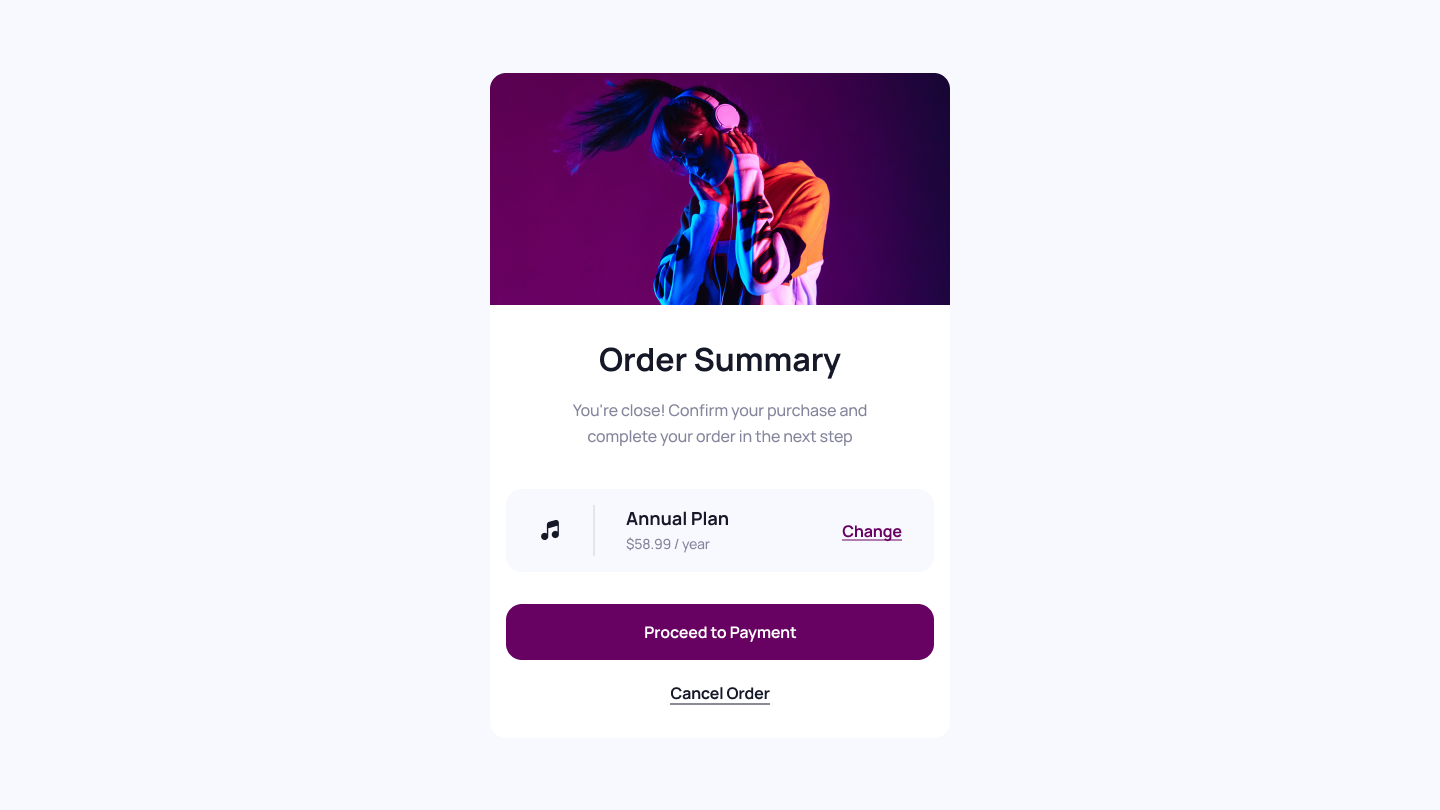 Order Summary
You're close! Confirm your purchase and
complete your order in the next step
Annual Plan
$58.99 / year
Change
Proceed to Payment
Cancel Order